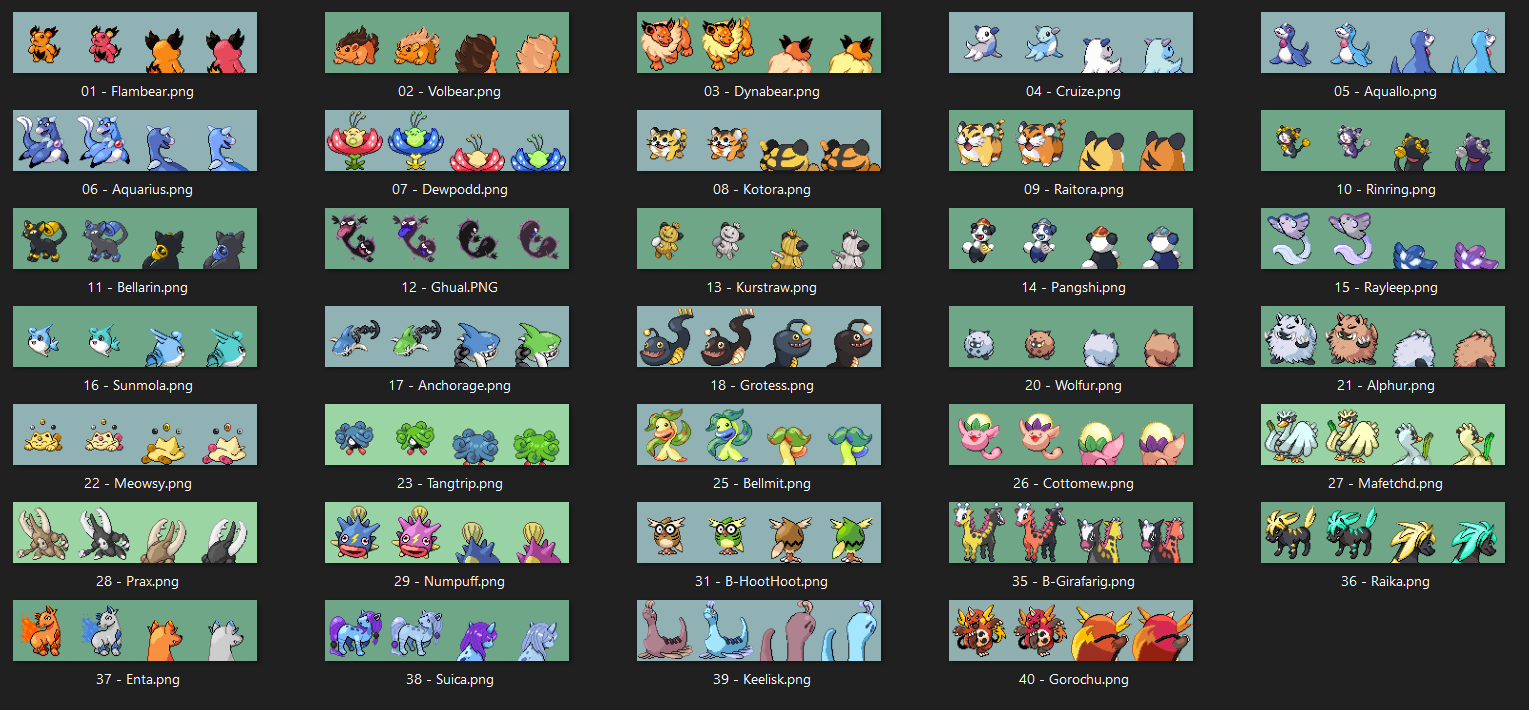 01 - Flambear.png
02 - Volbear.png
03 - Dynabear.png
04 - Cruize.png
05 - Aquallo.png
06 - Aquarius.png
07 - Dewpodd.png
08 - Kotora.png
09 - Raitora.png
10 - Rinring.png
11 - Bellarin.png
12 - Ghual.PNG
13 - Kurstraw.png
14 - Pangshi.png
15 - Rayleep.png
16 - Sunmola.png
17 - Anchorage.png
18 - Grotess.png
20 - Wolfur.png
21 - Alphur.png
22 - Meowsy.png
23 - Tangtrip.png
25 - Bellmit.png
26 - Cottomew.png
27 - Mafetchd.png
28 - Prax.png
29 - Numpuff.png
31 - B-HootHoot.png
35 - B-Girafarig.png
36 - Raika.png
37 - Enta.png
38 - Suica.png
39 - Keelisk.png
40 - Gorochu.png